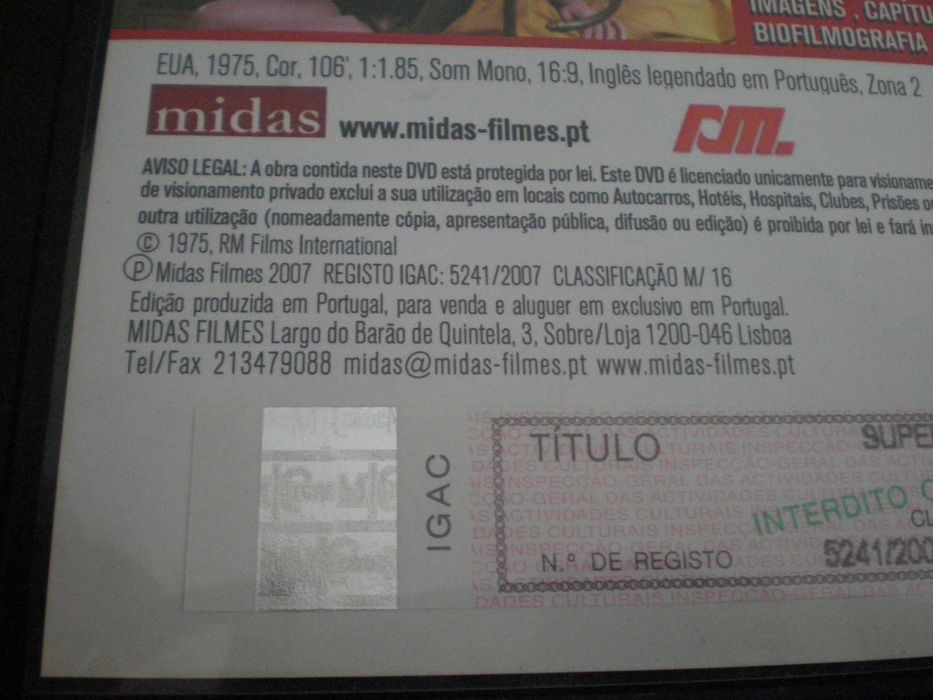 IMAGENS , CAPÍTU
BIOFILMOGRAFIA
EUA, 1975, Cor, 106', 1:1.85, Som Mono, 16:9, Inglês legendado em Português, Zona 2
midas www.midas-filmes.pt RM.
AVISO LEGAL: A obra contida neste DVD está protegida por lei. Este DVD é licenciado unicamente para visioname
de visionamento privado exclui a sua utilização em locais como Autocarros, Hotéis, Hospitais, Clubes, Prisões ou
outra utilização (nomeadamente cópia, apresentação pública, difusão ou edição) é proibida por lei e fará in
© 1975, RM Films International
Ⓟ Midas Filmes 2007 REGISTO IGAC: 5241/2007 CLASSIFICAÇÃO M/ 16
Edição produzida em Portugal, para venda e aluguer em exclusivo em Portugal.
MIDAS FILMES Largo do Barão de Quintela, 3, Sobre/Loja 1200-046 Lisboa
Tel/Fax 213479088 midas@midas-filmes.pt www.midas-filmes.pt
IGAC
TÍTULO SUPE
INTERDITO
CL
N.º DE REGISTO 5241/200